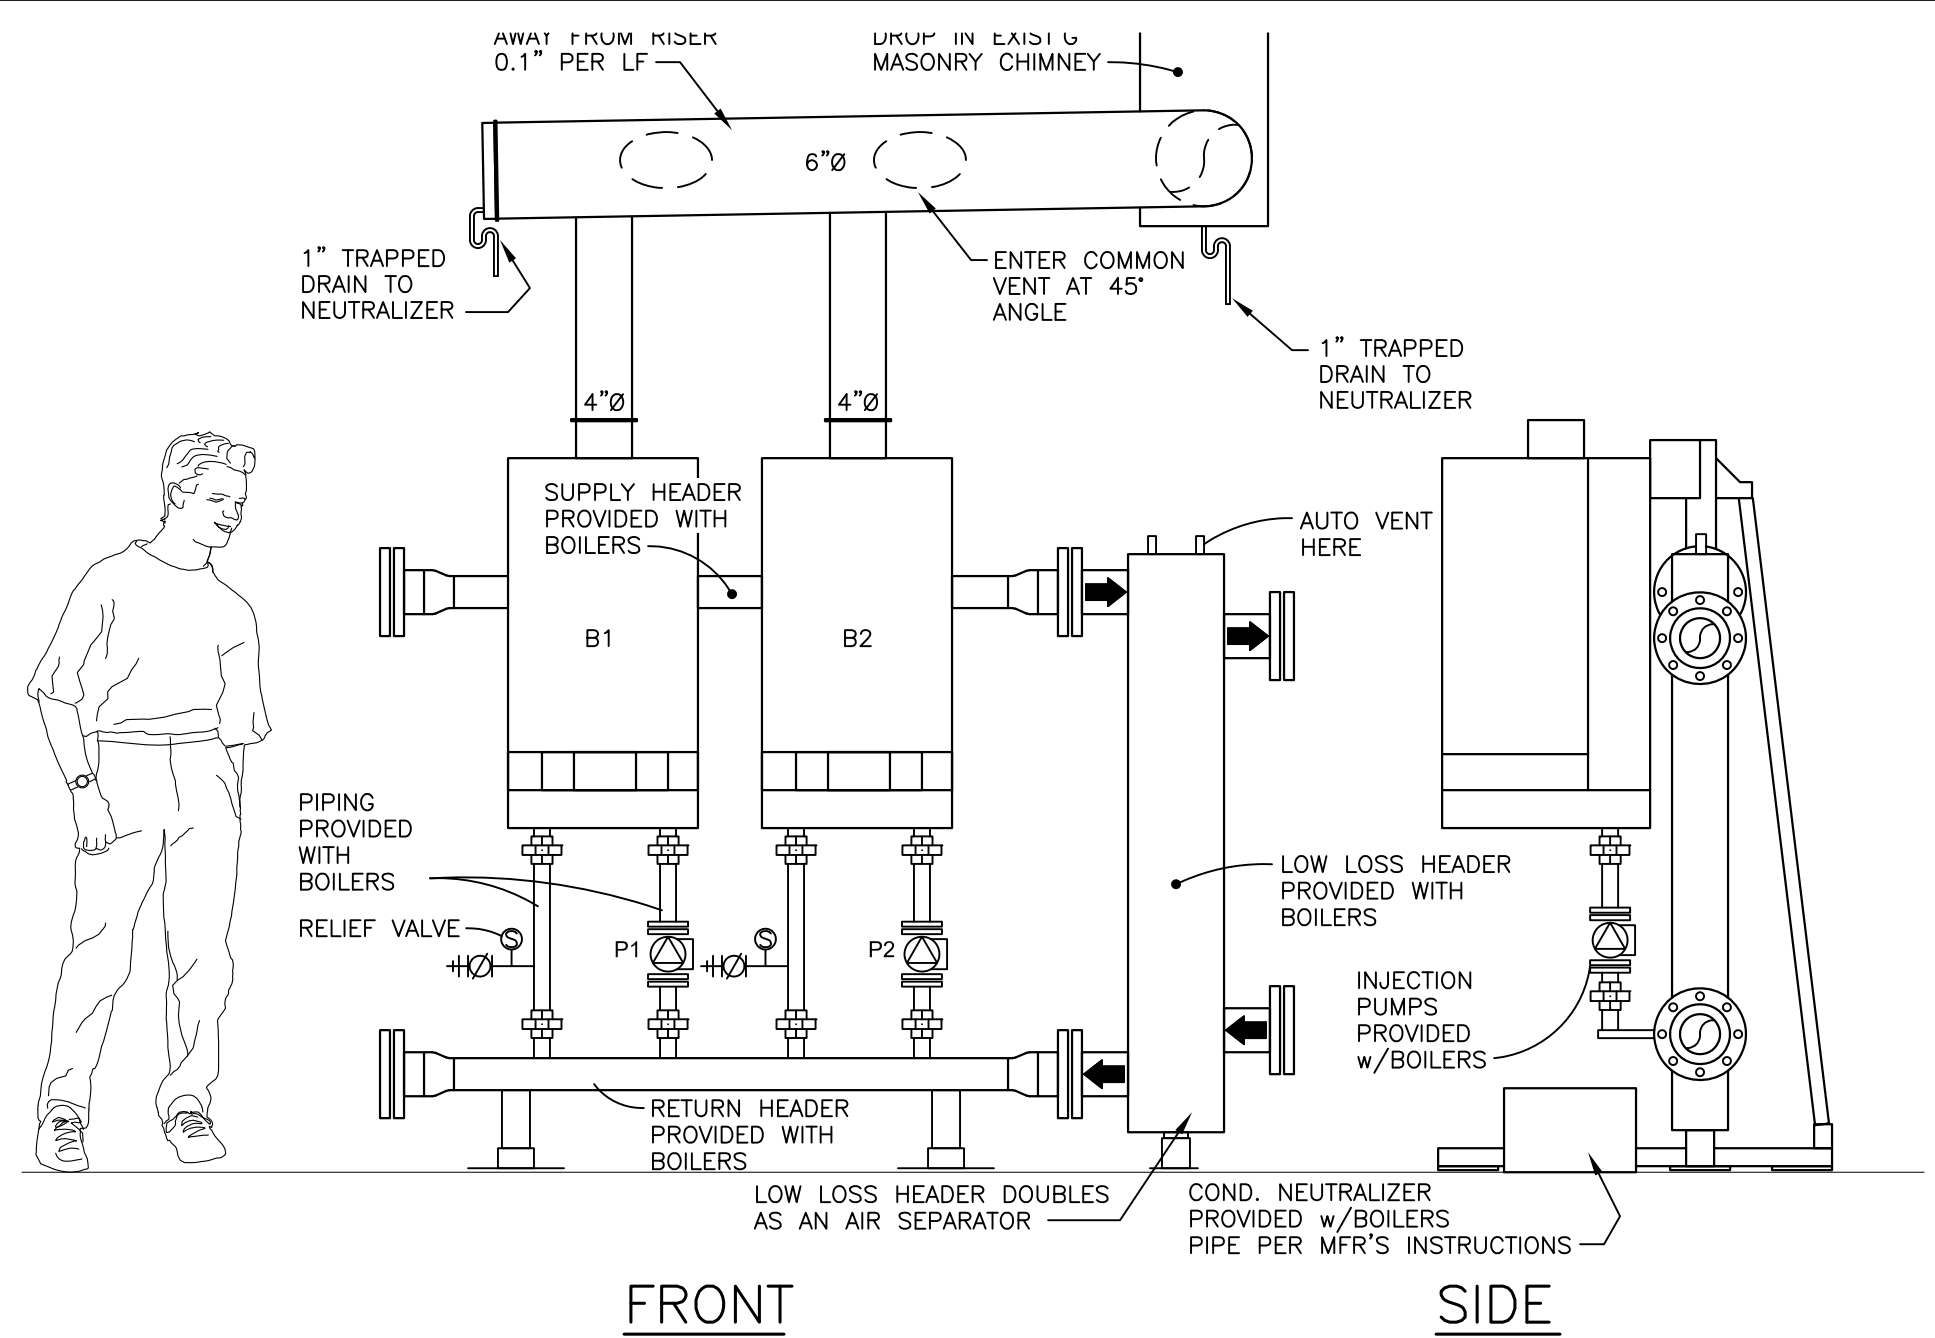 AWAY FROM RISER
0.1" PER LF
DROP IN EXIST'G
MASONRY CHIMNEY
6"Ø
1" TRAPPED
DRAIN TO
NEUTRALIZER
ENTER COMMON
VENT AT 45°
ANGLE
1" TRAPPED
DRAIN TO
NEUTRALIZER
4"Ø
4"Ø
SUPPLY HEADER
PROVIDED WITH
BOILERS
AUTO VENT
HERE
B1
B2
PIPING
PROVIDED
WITH
BOILERS
RELIEF VALVE
S
P1
S
P2
LOW LOSS HEADER
PROVIDED WITH
BOILERS
INJECTION
PUMPS
PROVIDED
w/BOILERS
RETURN HEADER
PROVIDED WITH
BOILERS
LOW LOSS HEADER DOUBLES
AS AN AIR SEPARATOR
COND. NEUTRALIZER
PROVIDED w/BOILERS
PIPE PER MFR'S INSTRUCTIONS
FRONT
SIDE